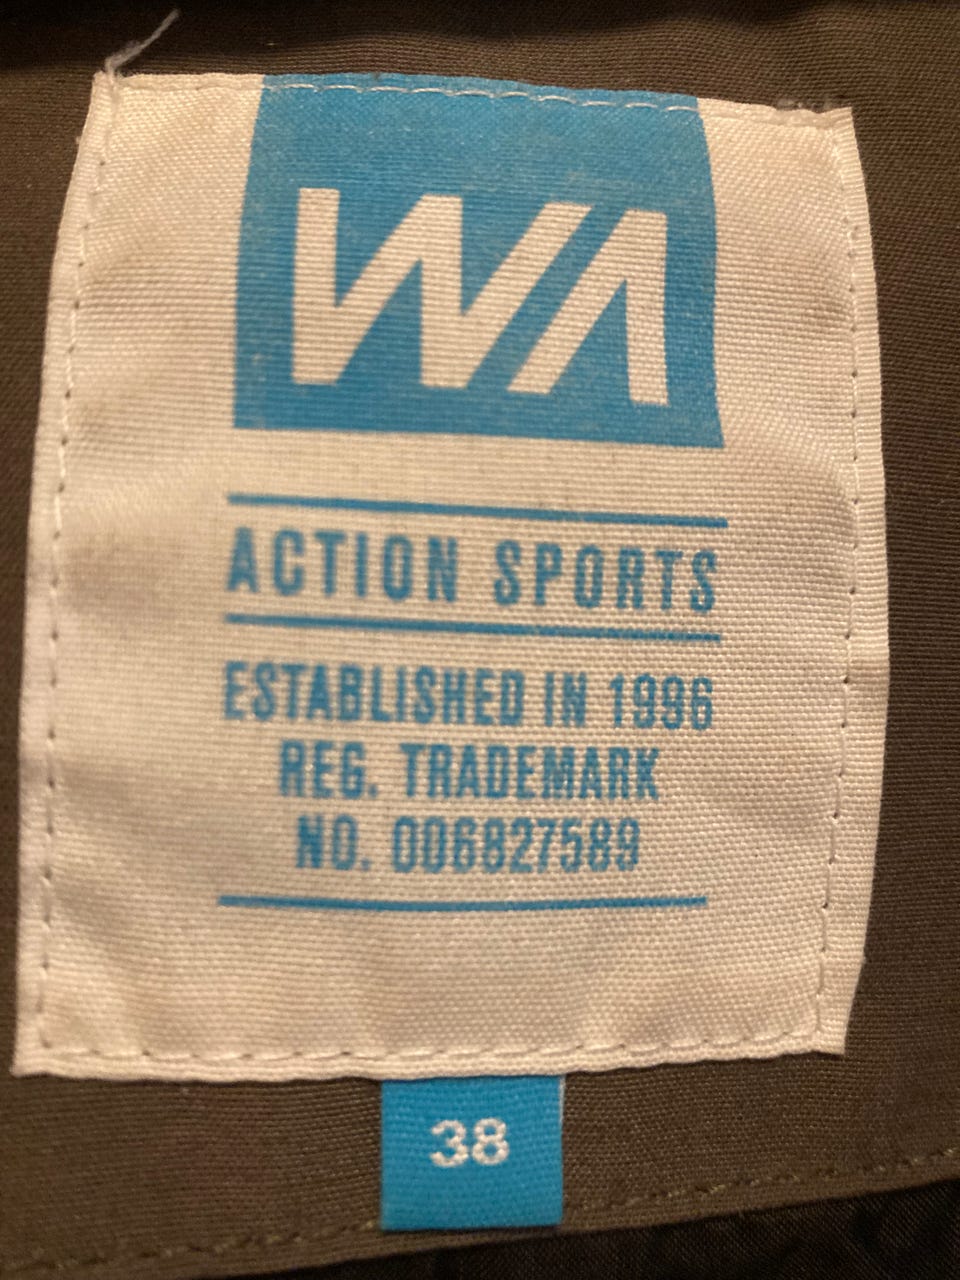 WA
ACTION SPORTS
ESTABLISHED IN 1996
REG. TRADEMARK
NO. 006827589
38